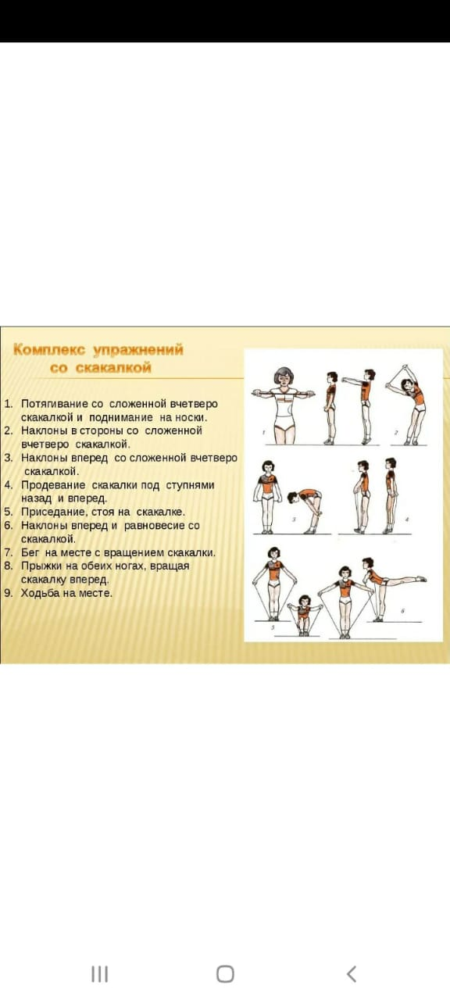 Комплекс упражнений
со скакалкой
1. Потягивание со сложенной вчетверо
скакалкой и поднимание на носки.
2. Наклоны в стороны со сложенной
вчетверо скакалкой.
3. Наклоны вперед со сложенной вчетверо
скакалкой.
4. Продевание скакалки под ступнями
назад и вперед.
5. Приседание, стоя на скакалке.
6. Наклоны вперед и равновесие со
скакалкой.
7. Бег на месте с вращением скакалки.
8. Прыжки на обеих ногах, вращая
скакалку вперед.
9. Ходьба на месте.
1
2
3
4
5
6